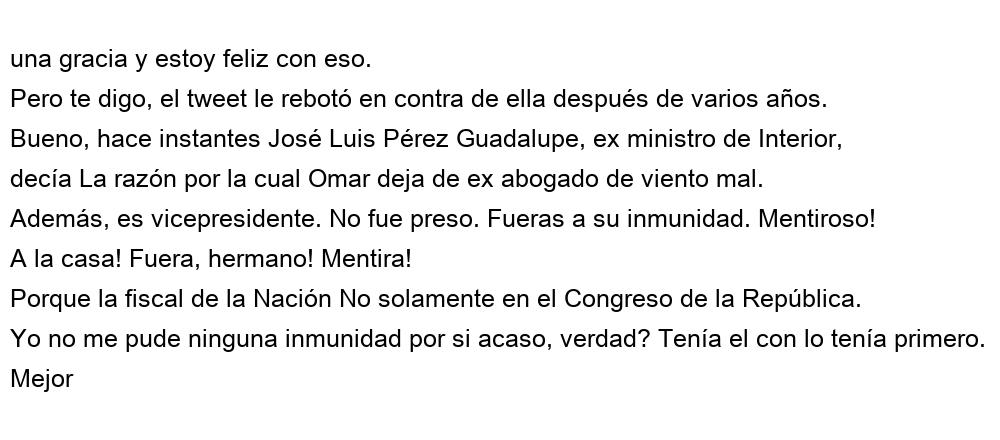 una gracia y estoy feliz con eso.
Pero te digo, el tweet le rebotó en contra de ella después de varios años.
Bueno, hace instantes José Luis Pérez Guadalupe, ex ministro de Interior,
decía La razón por la cual Omar deja de ex abogado de viento mal.
Además, es vicepresidente. No fue preso. Fueras a su inmunidad. Mentiroso!
A la casa! Fuera, hermano! Mentira!
Porque la fiscal de la Nación No solamente en el Congreso de la República.
Yo no me pude ninguna inmunidad por si acaso, verdad? Tenía el con lo tenía primero.
Mejor